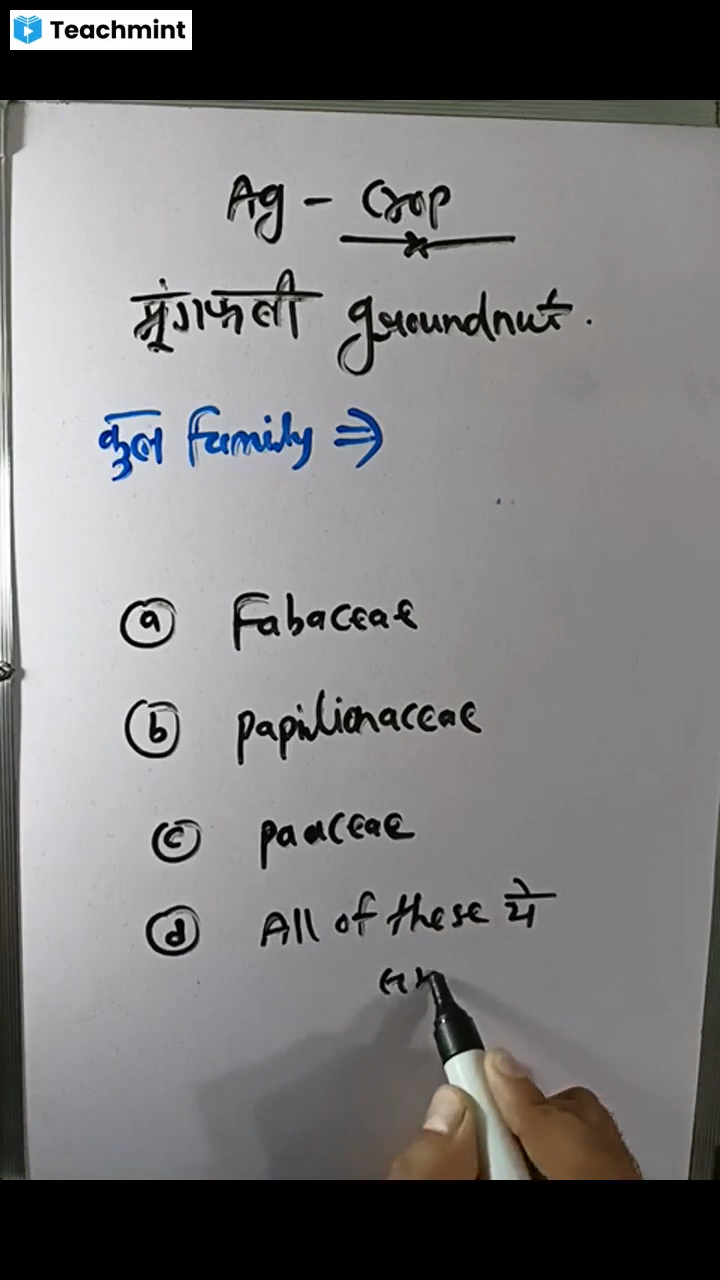 Teachmint
Ag - Crop
मूंगफली groundnut.
कुल family ⇒
a Fabaceae
b papilionaceae
c paaceae
d All of these ये